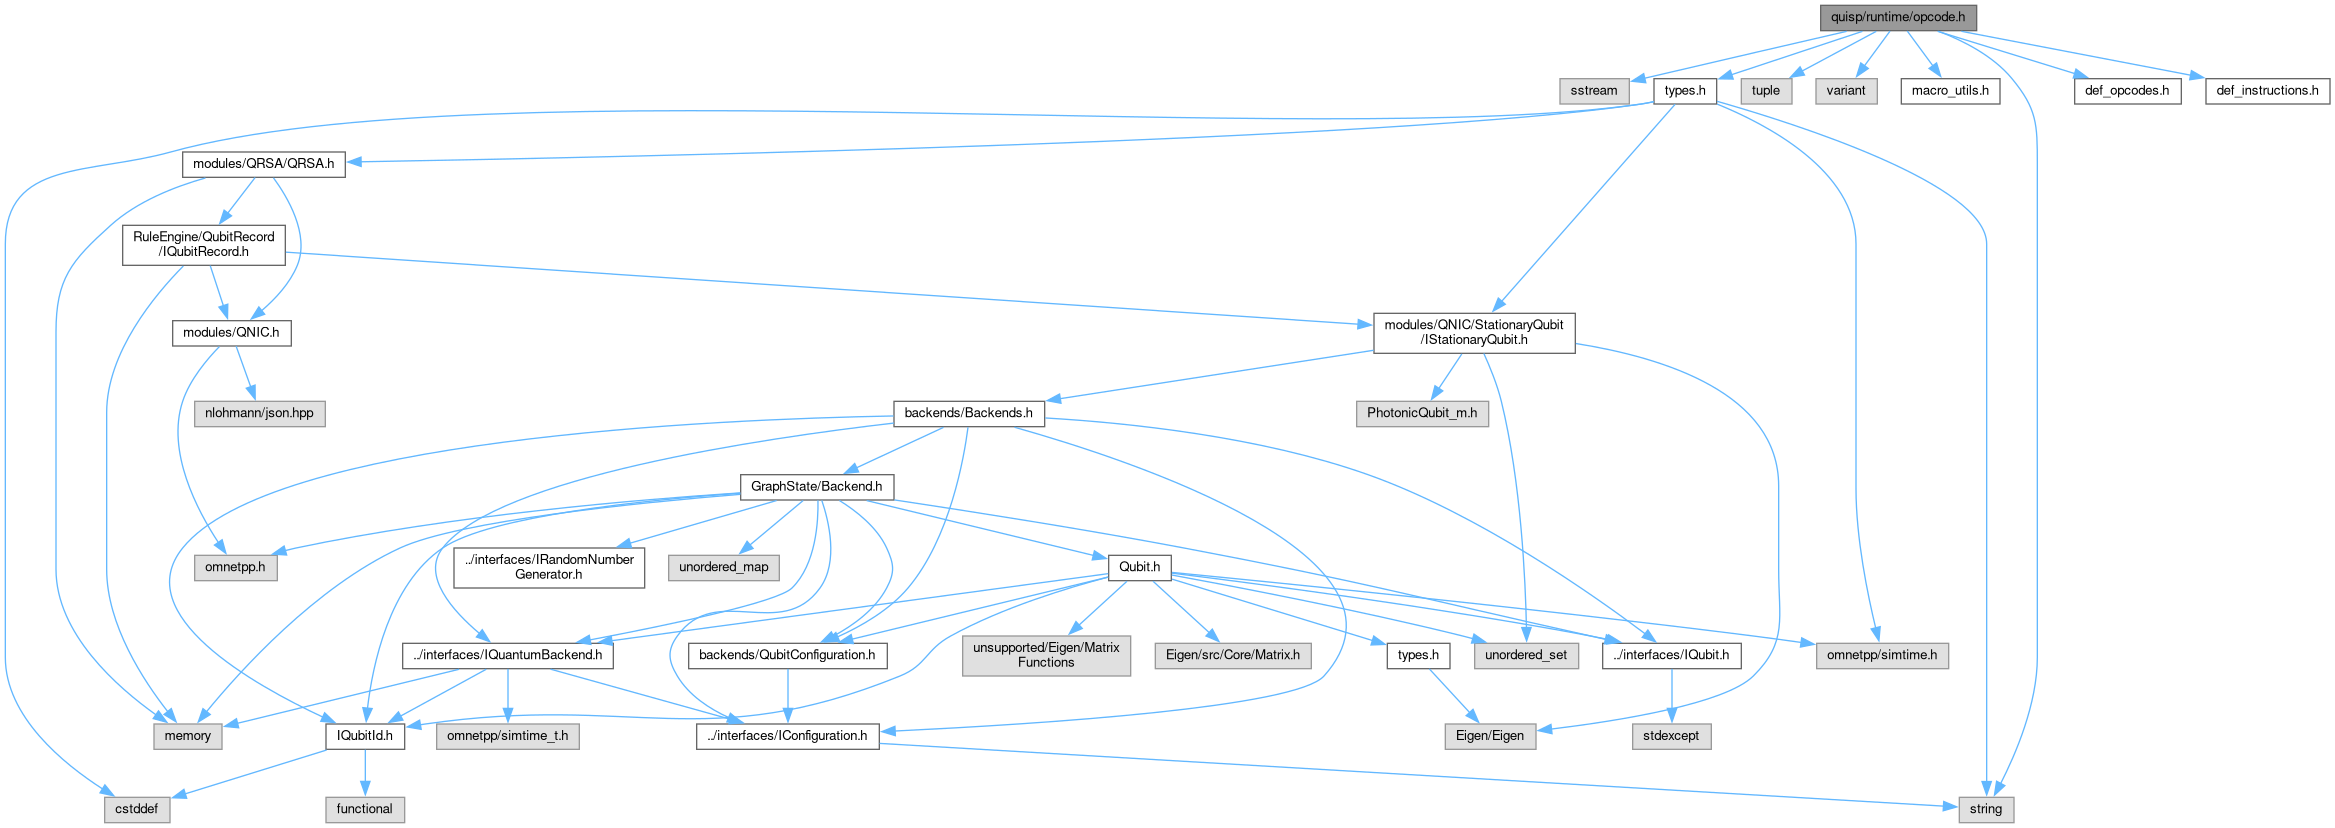 quisp/runtime/opcode.h
sstream
types.h
tuple
variant
macro_utils.h
def_opcodes.h
def_instructions.h
modules/QRSA/QRSA.h
RuleEngine/QubitRecord
/IQubitRecord.h
modules/QNIC.h
modules/QNIC/StationaryQubit
/IStationaryQubit.h
nlohmann/json.hpp
backends/Backends.h
PhotonicQubit_m.h
GraphState/Backend.h
omnetpp.h
../interfaces/IRandomNumber
Generator.h
unordered_map
Qubit.h
../interfaces/IQuantumBackend.h
backends/QubitConfiguration.h
unsupported/Eigen/Matrix
Functions
Eigen/src/Core/Matrix.h
types.h
unordered_set
../interfaces/IQubit.h
omnetpp/simtime.h
memory
IQubitId.h
omnetpp/simtime_t.h
../interfaces/IConfiguration.h
Eigen/Eigen
stdexcept
cstddef
functional
string